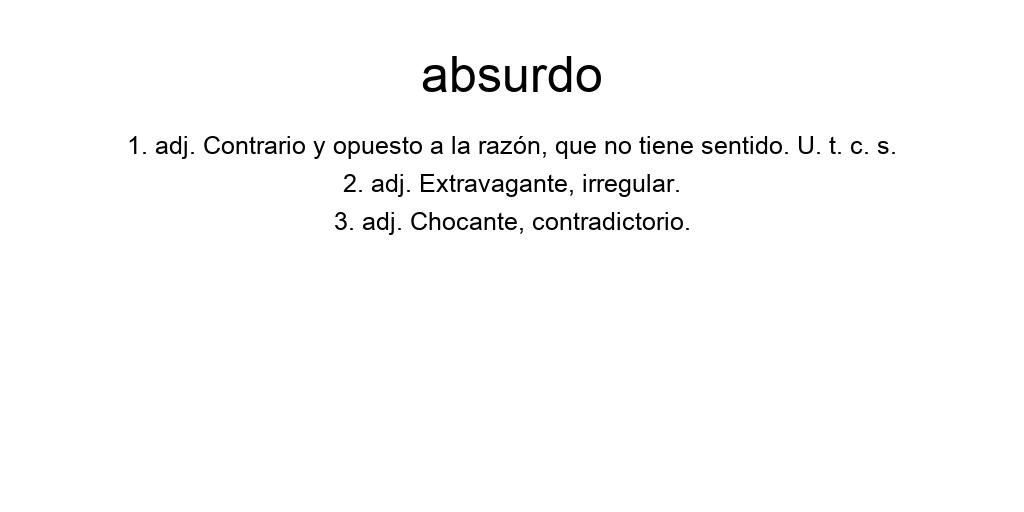 absurdo
1. adj. Contrario y opuesto a la razón, que no tiene sentido. U. t. c. s.
2. adj. Extravagante, irregular.
3. adj. Chocante, contradictorio.